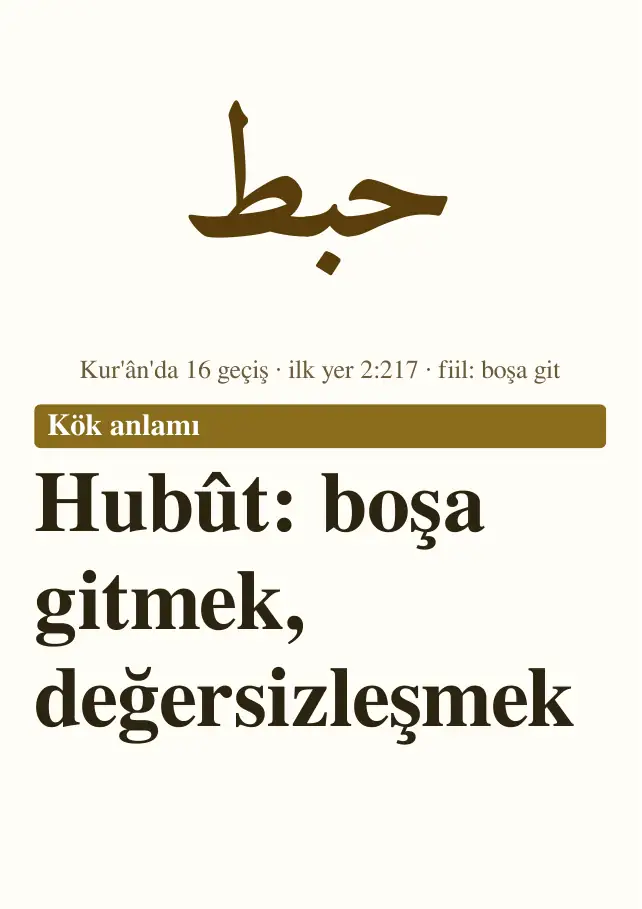 حبط
Kur'ân'da 16 geçiş · ilk yer 2:217 · fiil: boşa git
Kök anlamı
Hubût: boşa
gitmek,
değersizleşmek